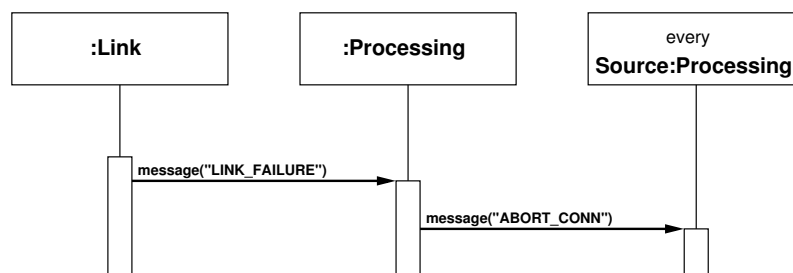 :Link
:Processing
every
Source:Processing
message("LINK_FAILURE")
message("ABORT_CONN")